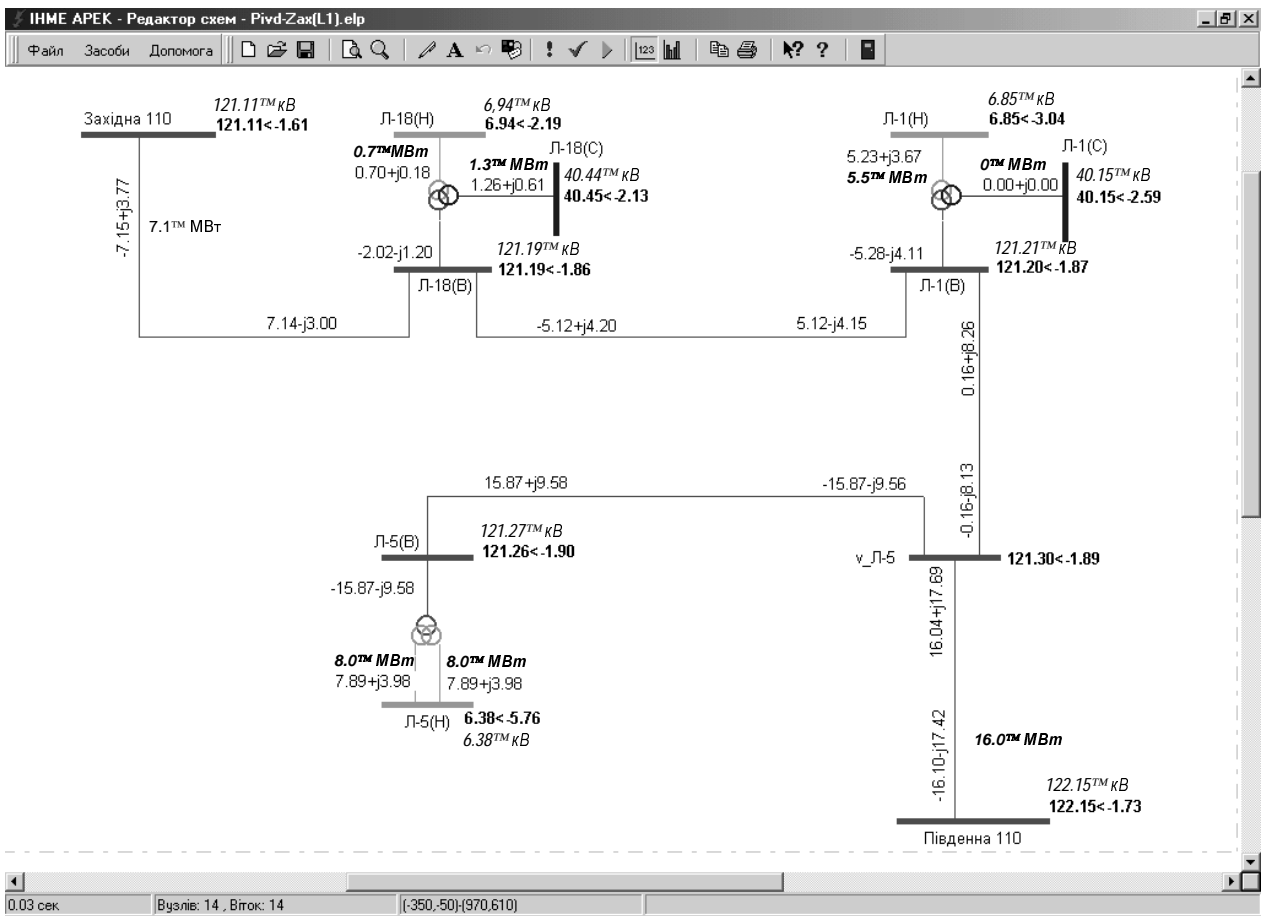 ІНМЕ АРЕК - Редактор схем - Pivd-Zax(L1).elp
Файл Засоби Допомога
A
123
? ?
Західна 110
121.11™ кВ
121.11<-1.61
-7.15+j3.77
7.1™ МВт
7.14-j3.00
Л-18(Н)
6,94™ кВ
6.94<-2.19
0.7™МВт
0.70+j0.18
Л-18(С)
1.3™ МВт
1.26+j0.61
40.44™ кВ
40.45<-2.13
-2.02-j1.20
121.19™ кВ
121.19<-1.86
Л-18(В)
-5.12+j4.20
5.12-j4.15
Л-1(Н)
6.85™ кВ
6.85<-3.04
5.23+j3.67
5.5™ МВт
Л-1(С)
0™ МВт
0.00+j0.00
40.15™ кВ
40.15<-2.59
-5.28-j4.11
121.21™ кВ
121.20<-1.87
Л-1(В)
0.16+j8.26
-0.16-j8.13
15.87+j9.58
-15.87-j9.56
Л-5(В)
121.27™ кВ
121.26<-1.90
-15.87-j9.58
v_Л-5
121.30<-1.89
16.04+j17.69
8.0™ МВт
8.0™ МВт
7.89+j3.98
7.89+j3.98
Л-5(Н)
6.38<-5.76
6.38™ кВ
-16.10-j17.42
16.0™ МВт
122.15™ кВ
122.15<-1.73
Південна 110
0.03 сек
Вузлів: 14 , Віток: 14
(-350,-50)-(970,610)